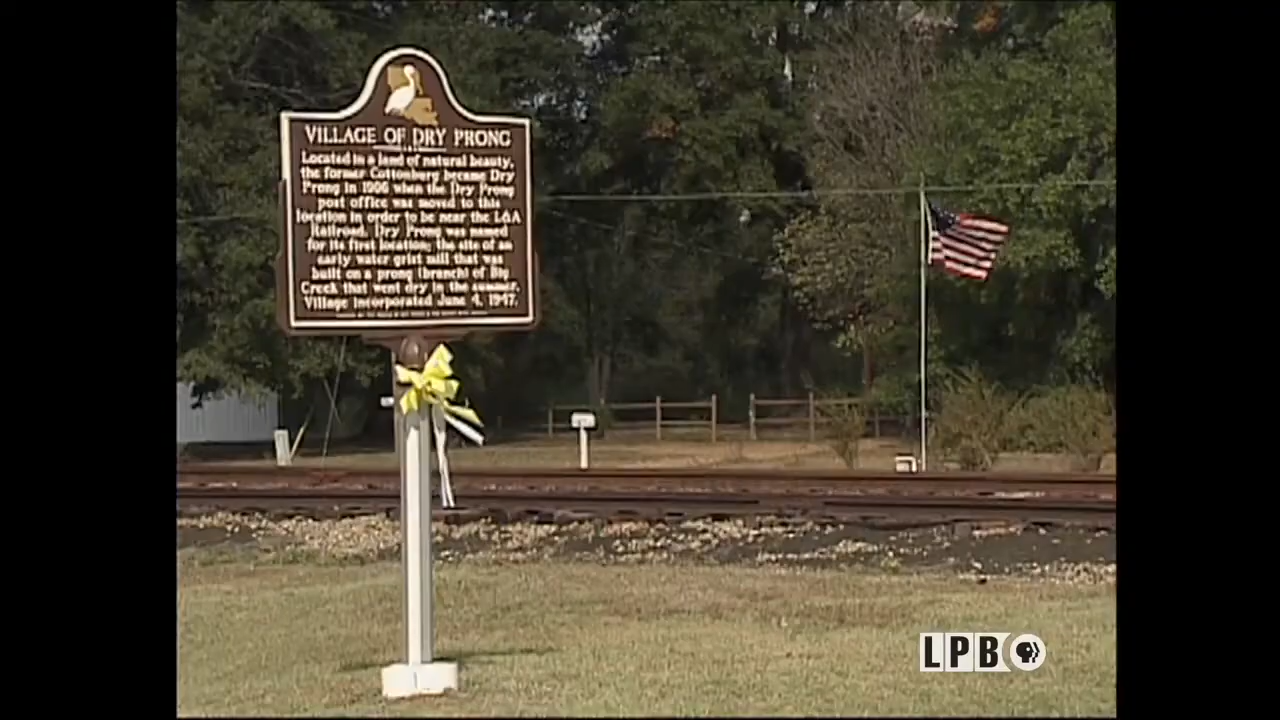 VILLAGE OF DRY PRONG
Located in a land of natural beauty,
the former Cottonburg became Dry
Prong in 1906 when the Dry Prong
post office was moved to this
location in order to be near the L&A
Railroad. Dry Prong was named
for its first location; the site of an
early water grist mill that was
built on a prong (branch) of Big
Creek that went dry in the summer.
Village incorporated June 4, 1947.
LPB